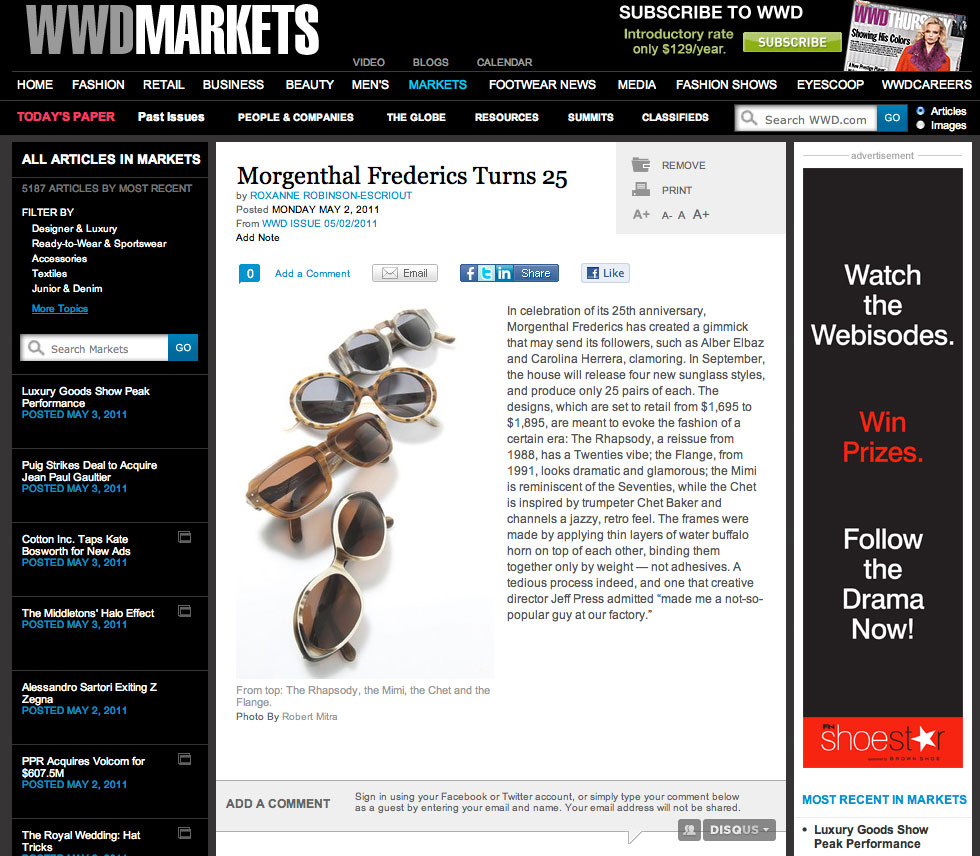 WWDMARKETS
SUBSCRIBE TO WWD
Introductory rate
only $129/year.
SUBSCRIBE
WWDTHURSDAY
Showing His Colors
VIDEO BLOGS CALENDAR
HOME FASHION RETAIL BUSINESS BEAUTY MEN'S MARKETS FOOTWEAR NEWS MEDIA FASHION SHOWS EYESCOOP WWDCAREERS
TODAY'S PAPER Past Issues PEOPLE & COMPANIES THE GLOBE RESOURCES SUMMITS CLASSIFIEDS Search WWD.com GO Articles
Images
ALL ARTICLES IN MARKETS
5187 ARTICLES BY MOST RECENT
FILTER BY
Designer & Luxury
Ready-to-Wear & Sportswear
Accessories
Textiles
Junior & Denim
More Topics
Search Markets GO
Luxury Goods Show Peak
Performance
POSTED MAY 3, 2011
Puig Strikes Deal to Acquire
Jean Paul Gaultier
POSTED MAY 3, 2011
Cotton Inc. Taps Kate
Bosworth for New Ads
POSTED MAY 3, 2011
The Middletons' Halo Effect
POSTED MAY 3, 2011
Alessandro Sartori Exiting Z
Zegna
POSTED MAY 2, 2011
PPR Acquires Volcom for
$607.5M
POSTED MAY 2, 2011
The Royal Wedding: Hat
Tricks
Morgenthal Frederics Turns 25
by ROXANNE ROBINSON-ESCRIOUT
Posted MONDAY MAY 2, 2011
From WWD ISSUE 05/02/2011
Add Note
REMOVE
PRINT
A+ A- A A+
0 Add a Comment Email Share Like
In celebration of its 25th anniversary,
Morgenthal Frederics has created a gimmick
that may send its followers, such as Alber Elbaz
and Carolina Herrera, clamoring. In September,
the house will release four new sunglass styles,
and produce only 25 pairs of each. The
designs, which are set to retail from $1,695 to
$1,895, are meant to evoke the fashion of a
certain era: The Rhapsody, a reissue from
1988, has a Twenties vibe; the Flange, from
1991, looks dramatic and glamorous; the Mimi
is reminiscent of the Seventies, while the Chet
is inspired by trumpeter Chet Baker and
channels a jazzy, retro feel. The frames were
made by applying thin layers of water buffalo
horn on top of each other, binding them
together only by weight — not adhesives. A
tedious process indeed, and one that creative
director Jeff Press admitted “made me a not-so-
popular guy at our factory.”
From top: The Rhapsody, the Mimi, the Chet and the
Flange.
Photo By Robert Mitra
ADD A COMMENT
Sign in using your Facebook or Twitter account, or simply type your comment below
as a guest by entering your email and name. Your email address will not be shared.
DISQUS
advertisement
Watch
the
Webisodes.
Win
Prizes.
Follow
the
Drama
Now!
FN
shoestar
BROWN SHOE
MOST RECENT IN MARKETS
• Luxury Goods Show
Peak Performance